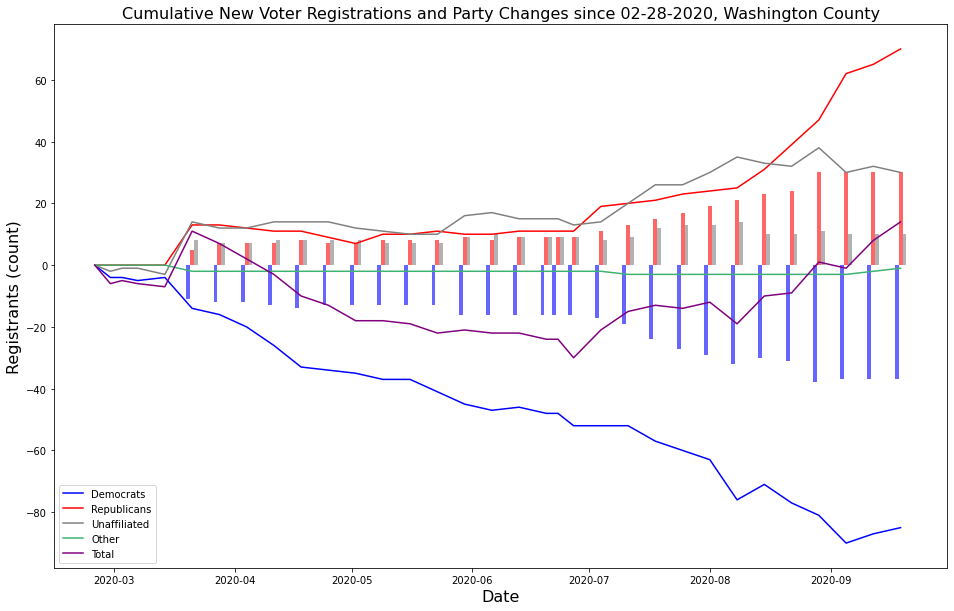 Cumulative New Voter Registrations and Party Changes since 02-28-2020, Washington County
Registrants (count)
60
40
20
0
−20
−40
−60
−80
Democrats
Republicans
Unaffiliated
Other
Total
2020-03
2020-04
2020-05
2020-06
2020-07
2020-08
2020-09
Date